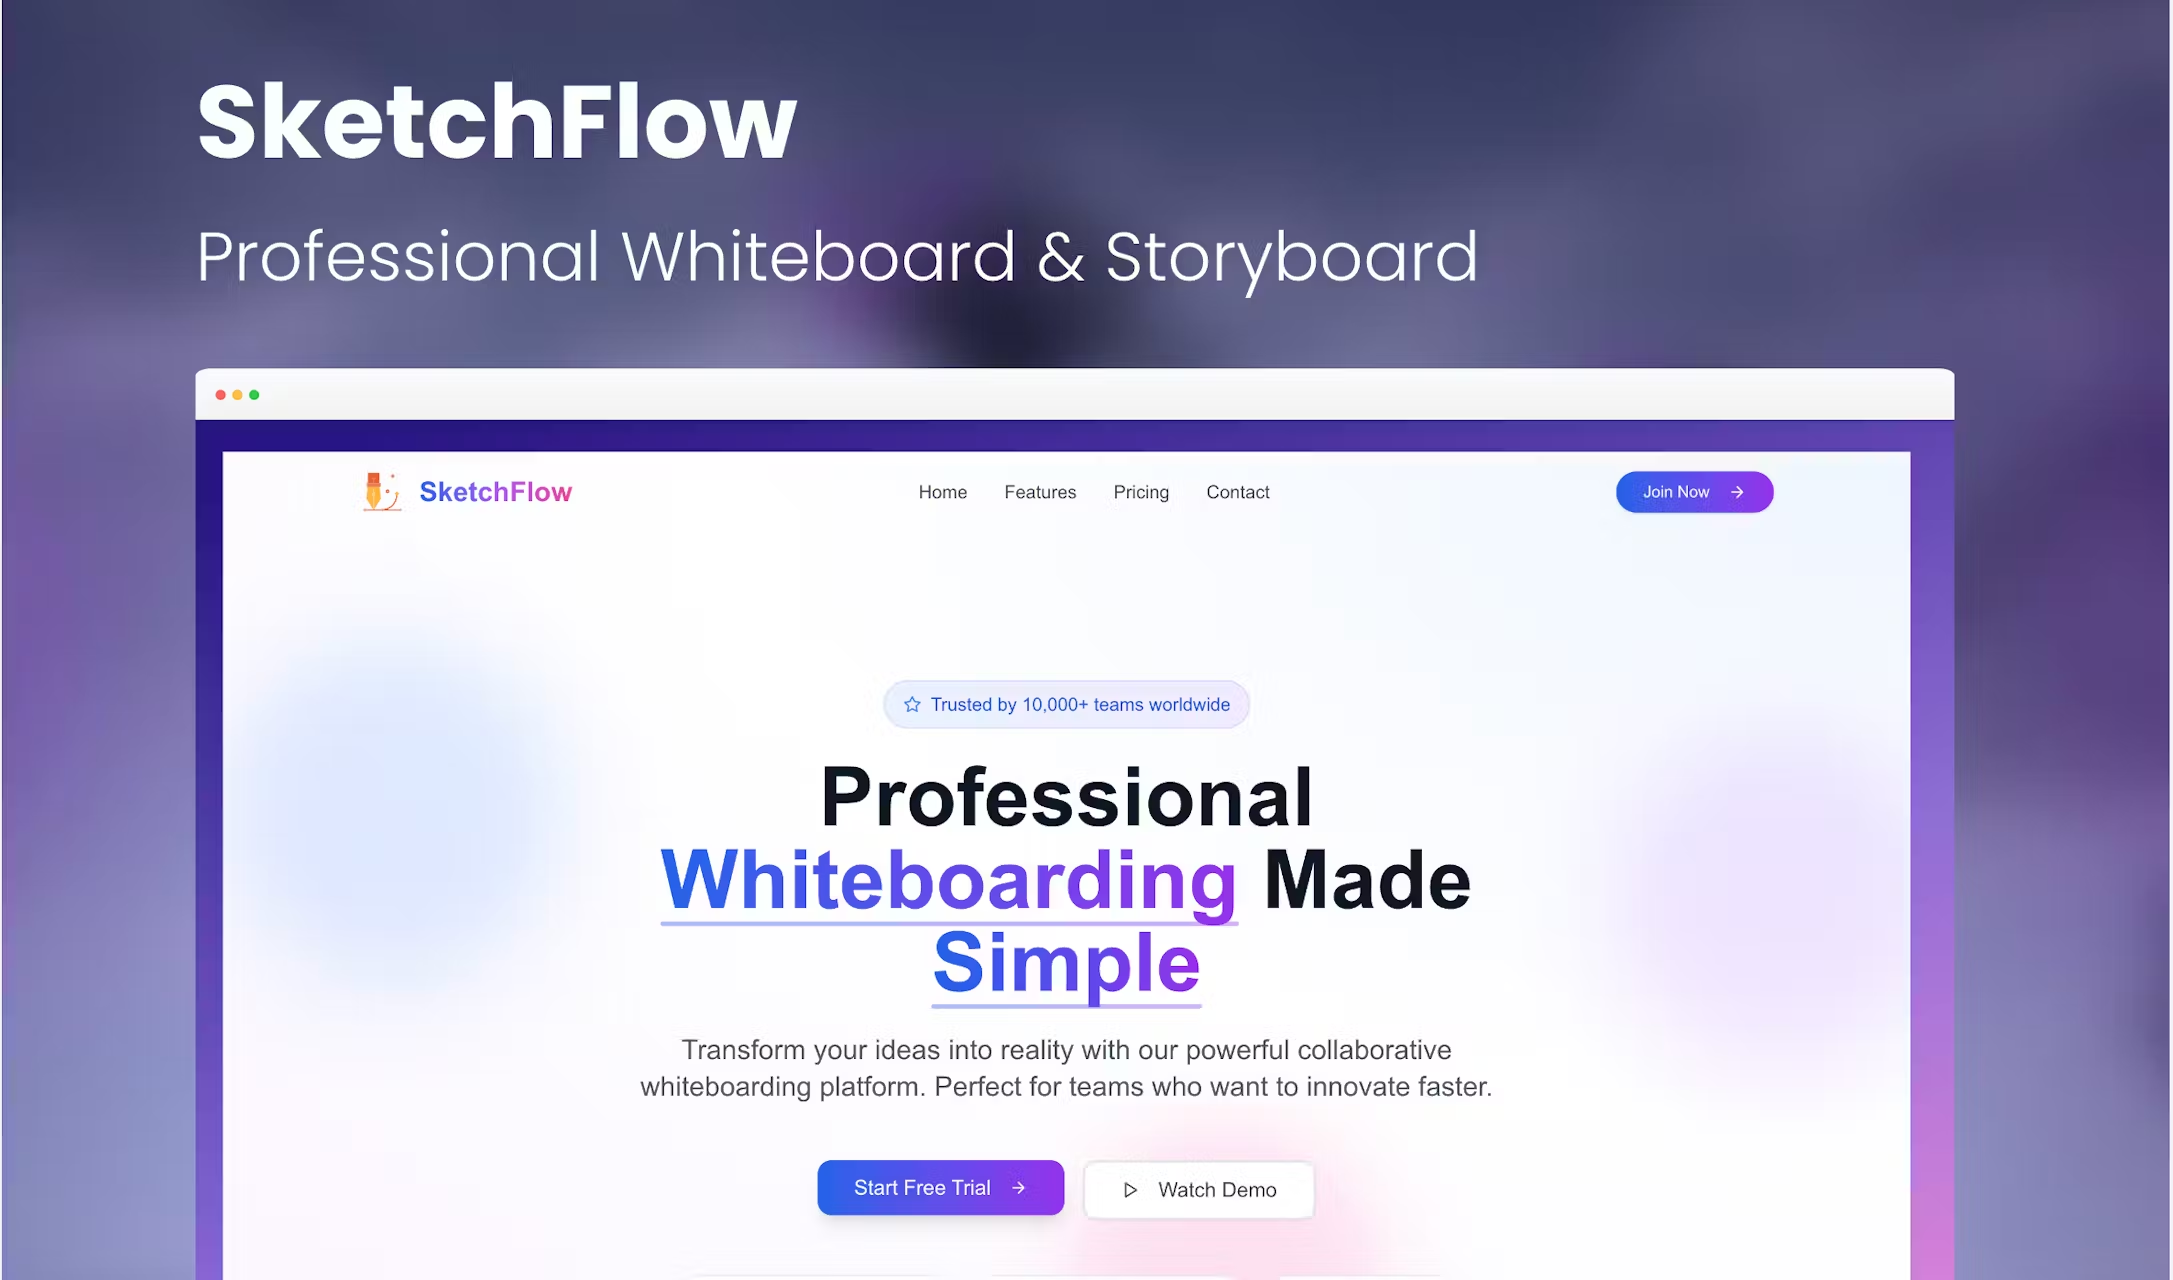 SketchFlow
Professional Whiteboard & Storyboard
SketchFlow
Home
Features
Pricing
Contact
Join Now
Trusted by 10,000+ teams worldwide
Professional
Whiteboarding Made
Simple
Transform your ideas into reality with our powerful collaborative
whiteboarding platform. Perfect for teams who want to innovate faster.
Start Free Trial
Watch Demo